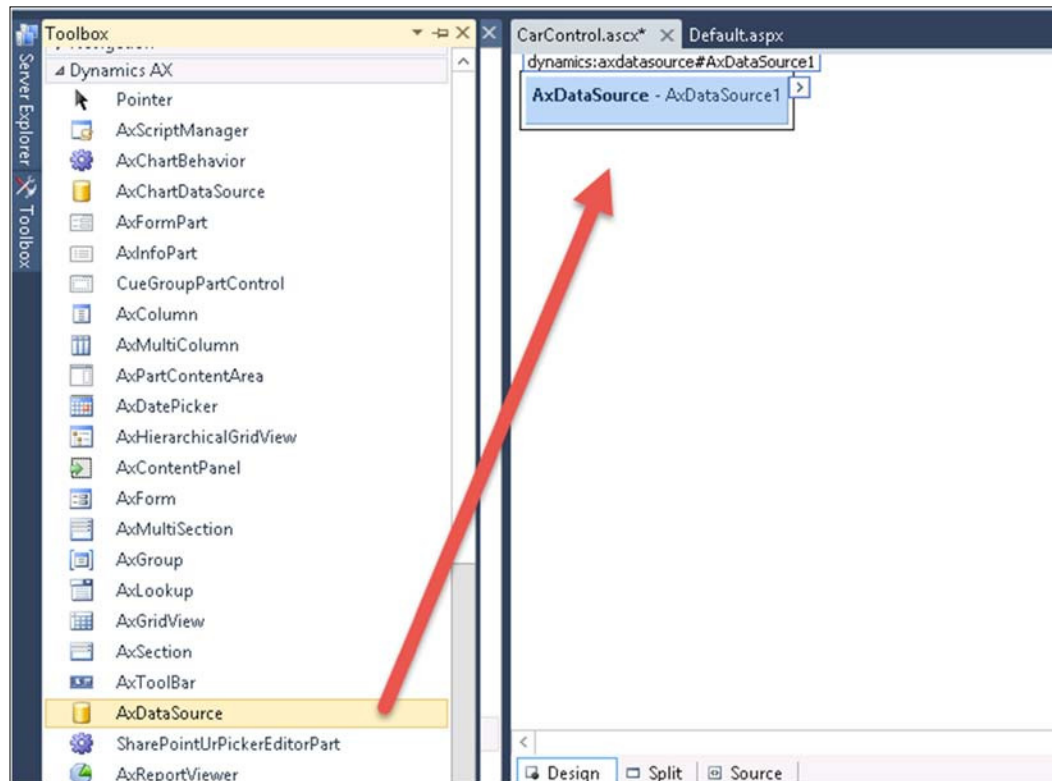 Toolbox
Server Explorer
Toolbox
Dynamics AX
Pointer
AxScriptManager
AxChartBehavior
AxChartDataSource
AxFormPart
AxInfoPart
CueGroupPartControl
AxColumn
AxMultiColumn
AxPartContentArea
AxDatePicker
AxHierarchicalGridView
AxContentPanel
AxForm
AxMultiSection
AxGroup
AxLookup
AxGridView
AxSection
AxToolBar
AxDataSource
SharePointUrPickerEditorPart
AxReportViewer
CarControl.ascx*
Default.aspx
dynamics:axdatasource#AxDataSource1
AxDataSource - AxDataSource1
Design
Split
Source